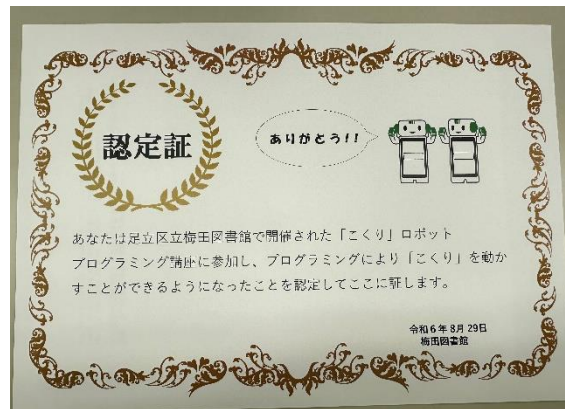 認定証
ありがとう!!
あなたは足立区立梅田図書館で開催された「こくり」ロボット
プログラミング講座に参加し、プログラミングにより「こくり」を動か
すことができるようになったことを認定してここに証します。
令和6年8月29日
梅田図書館